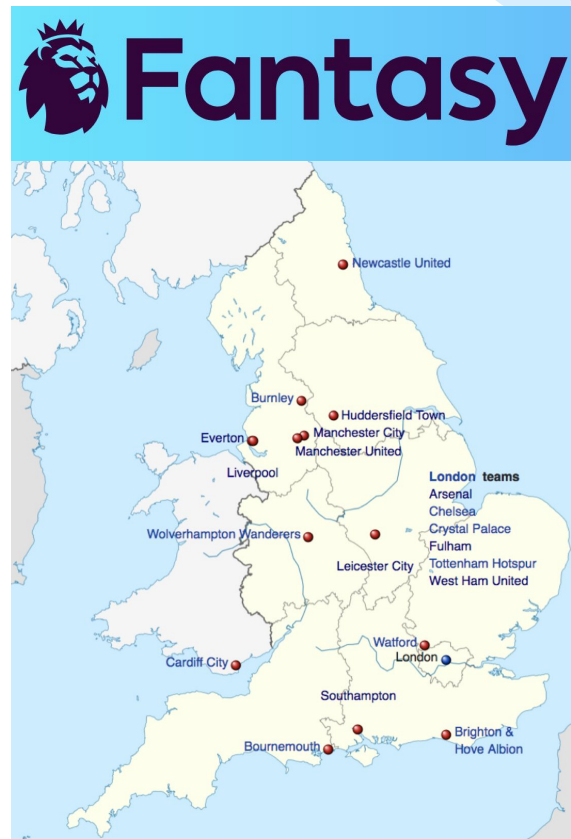 Fantasy
Newcastle United
Burnley
Huddersfield Town
Manchester City
Everton
Manchester United
Liverpool
London teams
Arsenal
Chelsea
Crystal Palace
Fulham
Tottenham Hotspur
West Ham United
Wolverhampton Wanderers
Leicester City
Watford
London
Cardiff City
Southampton
Brighton &
Hove Albion
Bournemouth